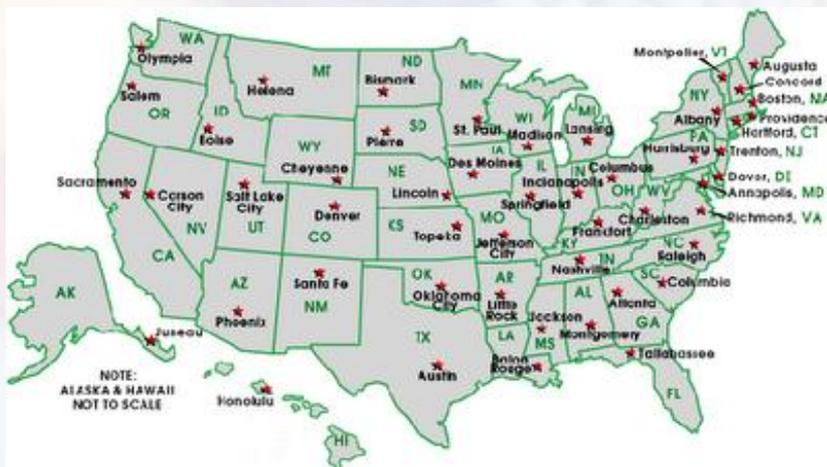 WA
Olympia
MT
ND
Helena
Bismark
MN
Montpelier, VT
Augusta
Concord
Salem
OR
ID
Boise
WY
SD
Pierre
St. Paul
WI
Madison
MI
Lansing
NY
Albany
Boston,
Providence
Hartford, CT
PA
Harrisburg
Trenton, NJ
Cheyenne
NE
Lincoln
IA
Des Moines
IL
Springfield
IN
Indianapolis
Columbus
OH
WV
Dover,
Annapolis, MD
Sacramento
Carson
City
NV
Salt Lake
City
UT
Denver
CO
KS
Topeka
MO
Jefferson
City
KY
Frankfort
Charleston
Richmond, VA
CA
AZ
Phoenix
Santa Fe
NM
OK
Oklahoma
City
AR
Little
Rock
Nashville
NC
Raleigh
SC
Columbia
AK
Juneau
TX
Austin
LA
Baton
Rouge
Jackson
MS
AL
Montgomery
Atlanta
GA
Tallahassee
FL
NOTE:
ALASKA & HAWAII
NOT TO SCALE
Honolulu
HI